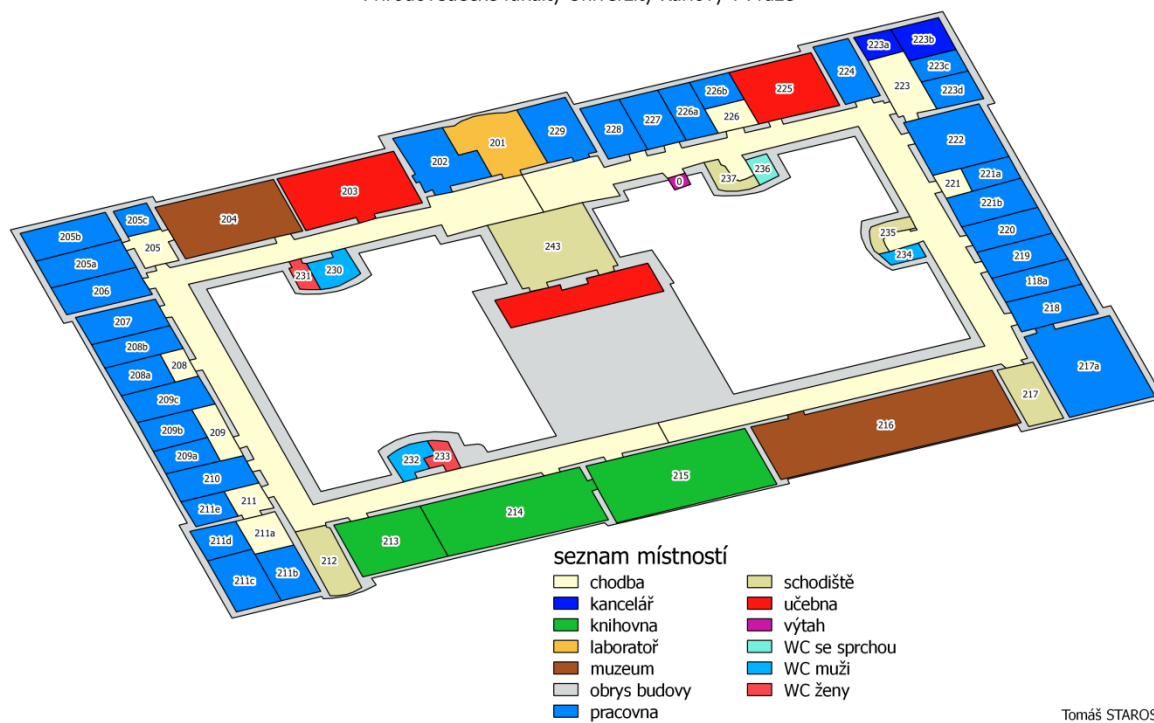 223a
223b
223c
223d
223
224
225
226b
226a
226
227
228
229
201
202
203
204
205c
205
205b
205a
206
222
221a
221
221b
220
219
118a
218
217a
217
216
215
214
213
212
237
236
0
235
234
243
231
230
207
208b
208a
208
209c
209
209b
209a
210
211e
211
211d
211a
211c
211b
232
233
seznam místností
chodba
kancelář
knihovna
laboratoř
muzeum
obrys budovy
pracovna
schodiště
učebna
výtah
WC se sprchou
WC muži
WC ženy
Tomáš STAROS